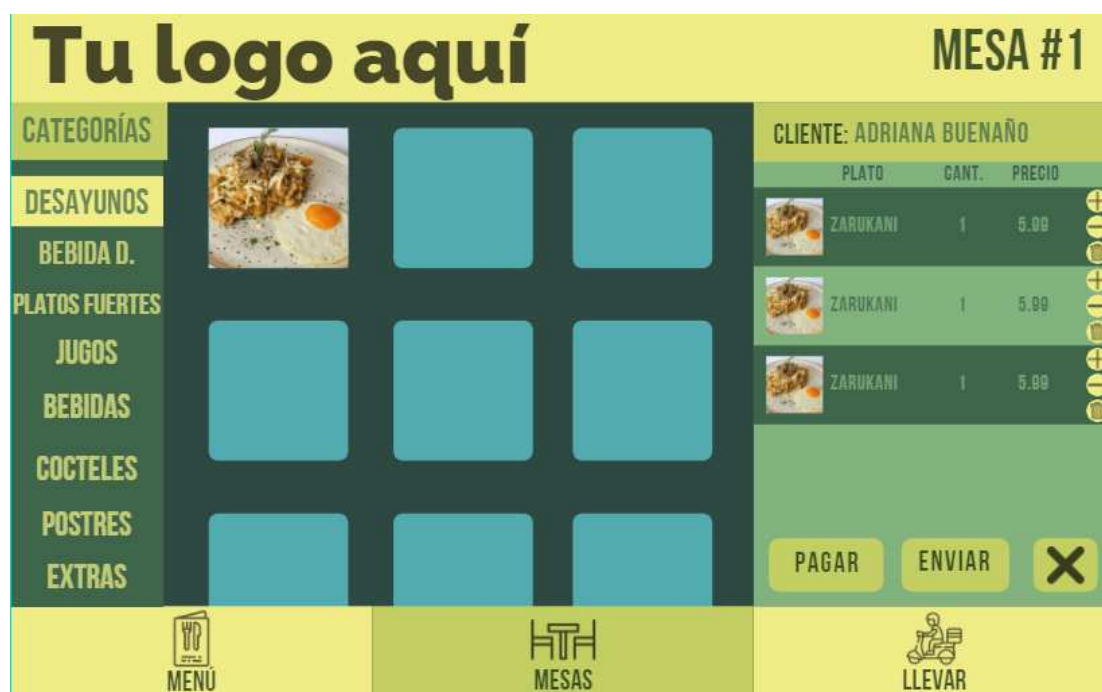 Tu logo aquí
MESA #1
CATEGORÍAS
DESAYUNOS
BEBIDA D.
PLATOS FUERTES
JUGOS
BEBIDAS
COCTELES
POSTRES
EXTRAS
CLIENTE: ADRIANA BUENAÑO
PLATO CANT. PRECIO
ZARUKANI 1 5.99
ZARUKANI 1 5.99
ZARUKANI 1 5.99
PAGAR ENVIAR
MENÚ
MESAS
LLEVAR